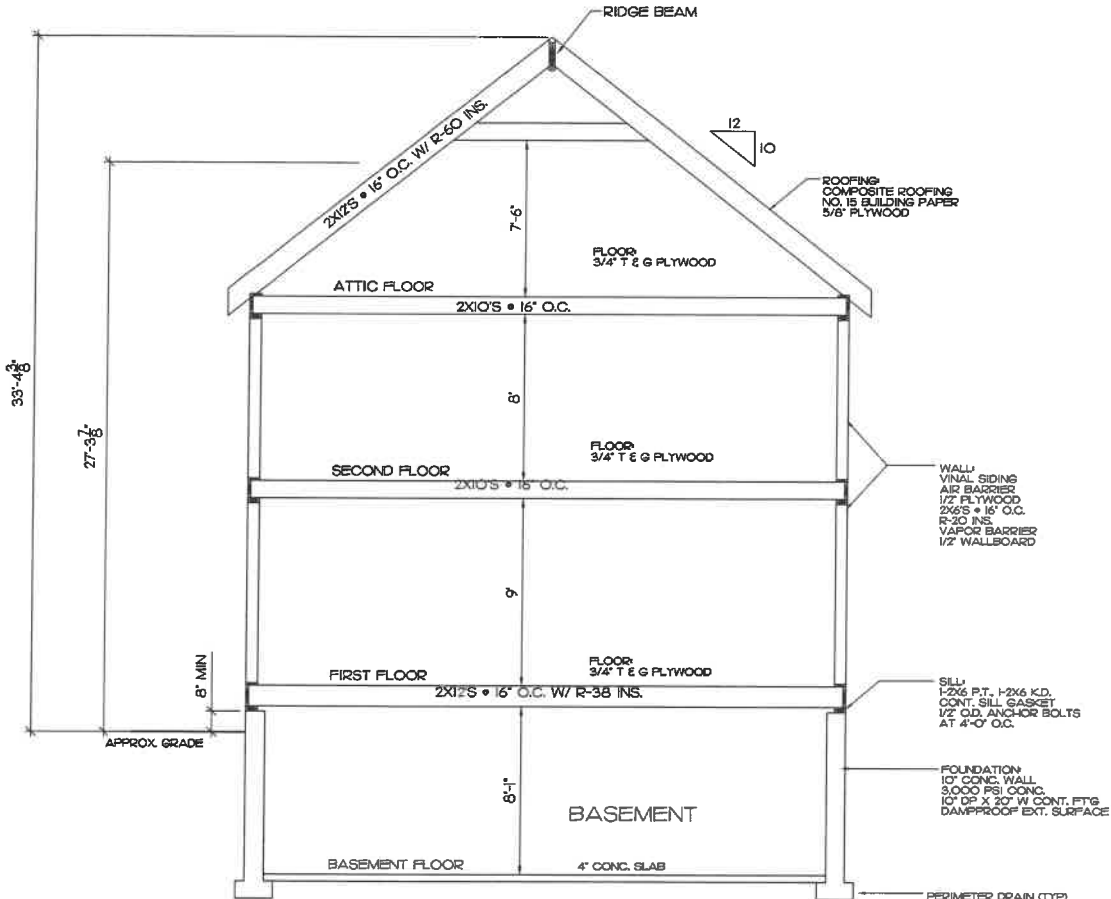 RIDGE BEAM
12
10
2X12'S @ 16" O.C. W/ R-60 INS.
ROOFING:
COMPOSITE ROOFING
NO. 15 BUILDING PAPER
5/8" PLYWOOD
7'-6"
FLOOR:
3/4" T & G PLYWOOD
ATTIC FLOOR
2X10'S @ 16" O.C.
33'-4 3/8"
27'-3 7/8"
8'
FLOOR:
3/4" T & G PLYWOOD
SECOND FLOOR
2X10'S @ 16" O.C.
WALL:
VINAL SIDING
AIR BARRIER
1/2" PLYWOOD
2X6'S @ 16" O.C.
R-20 INS.
VAPOR BARRIER
1/2" WALLBOARD
9'
8" MIN
FLOOR:
3/4" T & G PLYWOOD
FIRST FLOOR
2X12'S @ 16" O.C. W/ R-38 INS.
SILL:
1-2X6 P.T., 1-2X6 K.D.
CONT. SILL GASKET
1/2" O.D. ANCHOR BOLTS
AT 4'-0" O.C.
APPROX. GRADE
8'-1"
FOUNDATION:
10" CONC. WALL
3,000 PSI CONC.
10" DP X 20" W CONT. FTG
DAMPPROOF EXT. SURFACE
BASEMENT
BASEMENT FLOOR
4" CONC. SLAB
PERIMETER DRAIN (TYP)